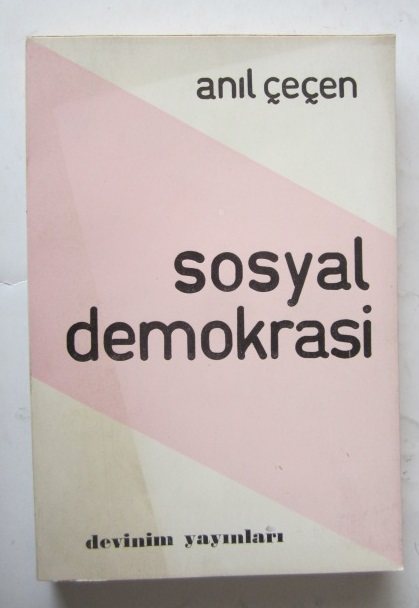 anıl çeçen
sosyal
demokrasi
devinim yayınları